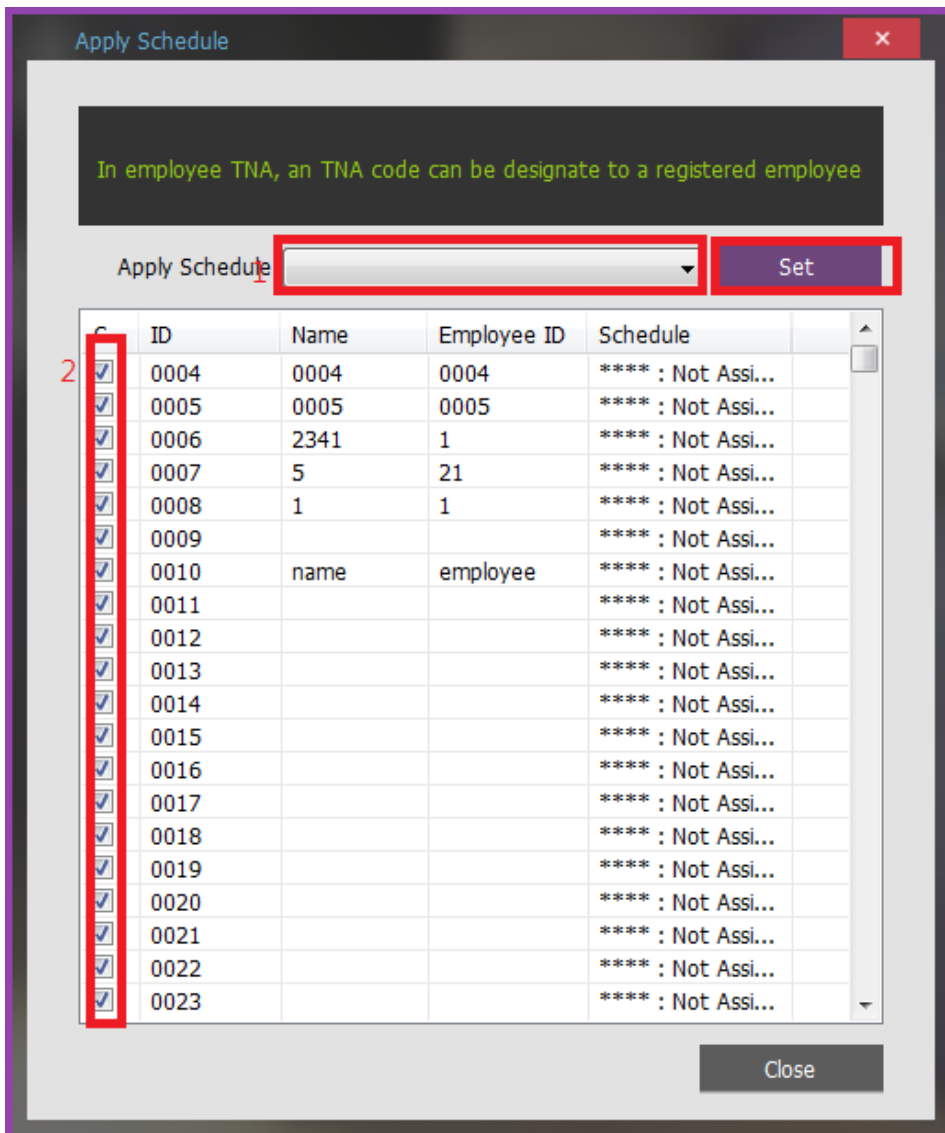 Apply Schedule
In employee TNA, an TNA code can be designate to a registered employee
Apply Schedule 1 Set
C ID Name Employee ID Schedule
2 0004 0004 0004 **** : Not Assi...
0005 0005 0005 **** : Not Assi...
0006 2341 1 **** : Not Assi...
0007 5 21 **** : Not Assi...
0008 1 1 **** : Not Assi...
0009 **** : Not Assi...
0010 name employee **** : Not Assi...
0011 **** : Not Assi...
0012 **** : Not Assi...
0013 **** : Not Assi...
0014 **** : Not Assi...
0015 **** : Not Assi...
0016 **** : Not Assi...
0017 **** : Not Assi...
0018 **** : Not Assi...
0019 **** : Not Assi...
0020 **** : Not Assi...
0021 **** : Not Assi...
0022 **** : Not Assi...
0023 **** : Not Assi...
Close